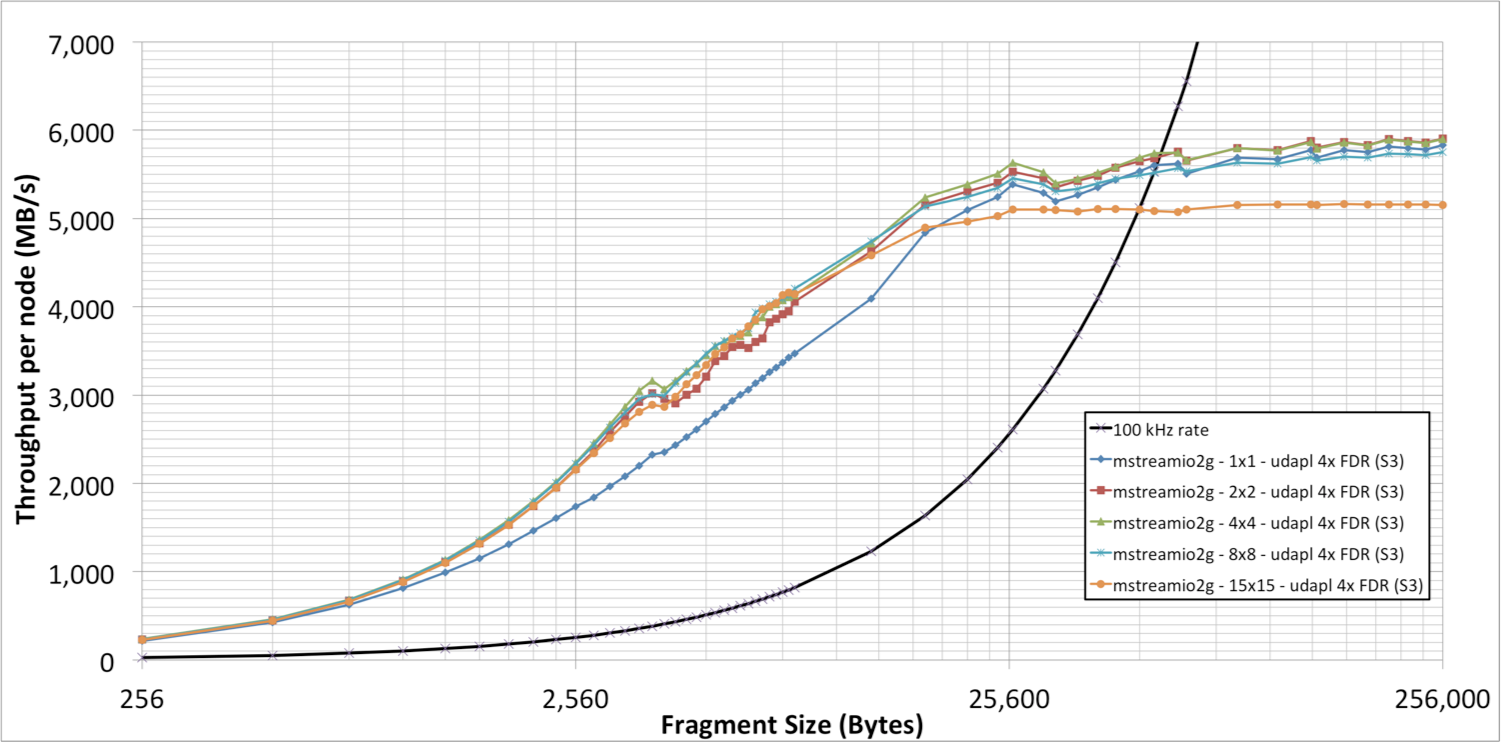 7,000
6,000
5,000
4,000
3,000
2,000
1,000
0
Throughput per node (MB/s)
100 kHz rate
mstreamio2g - 1x1 - udapl 4x FDR (S3)
mstreamio2g - 2x2 - udapl 4x FDR (S3)
mstreamio2g - 4x4 - udapl 4x FDR (S3)
mstreamio2g - 8x8 - udapl 4x FDR (S3)
mstreamio2g - 15x15 - udapl 4x FDR (S3)
256
2,560
25,600
256,000
Fragment Size (Bytes)